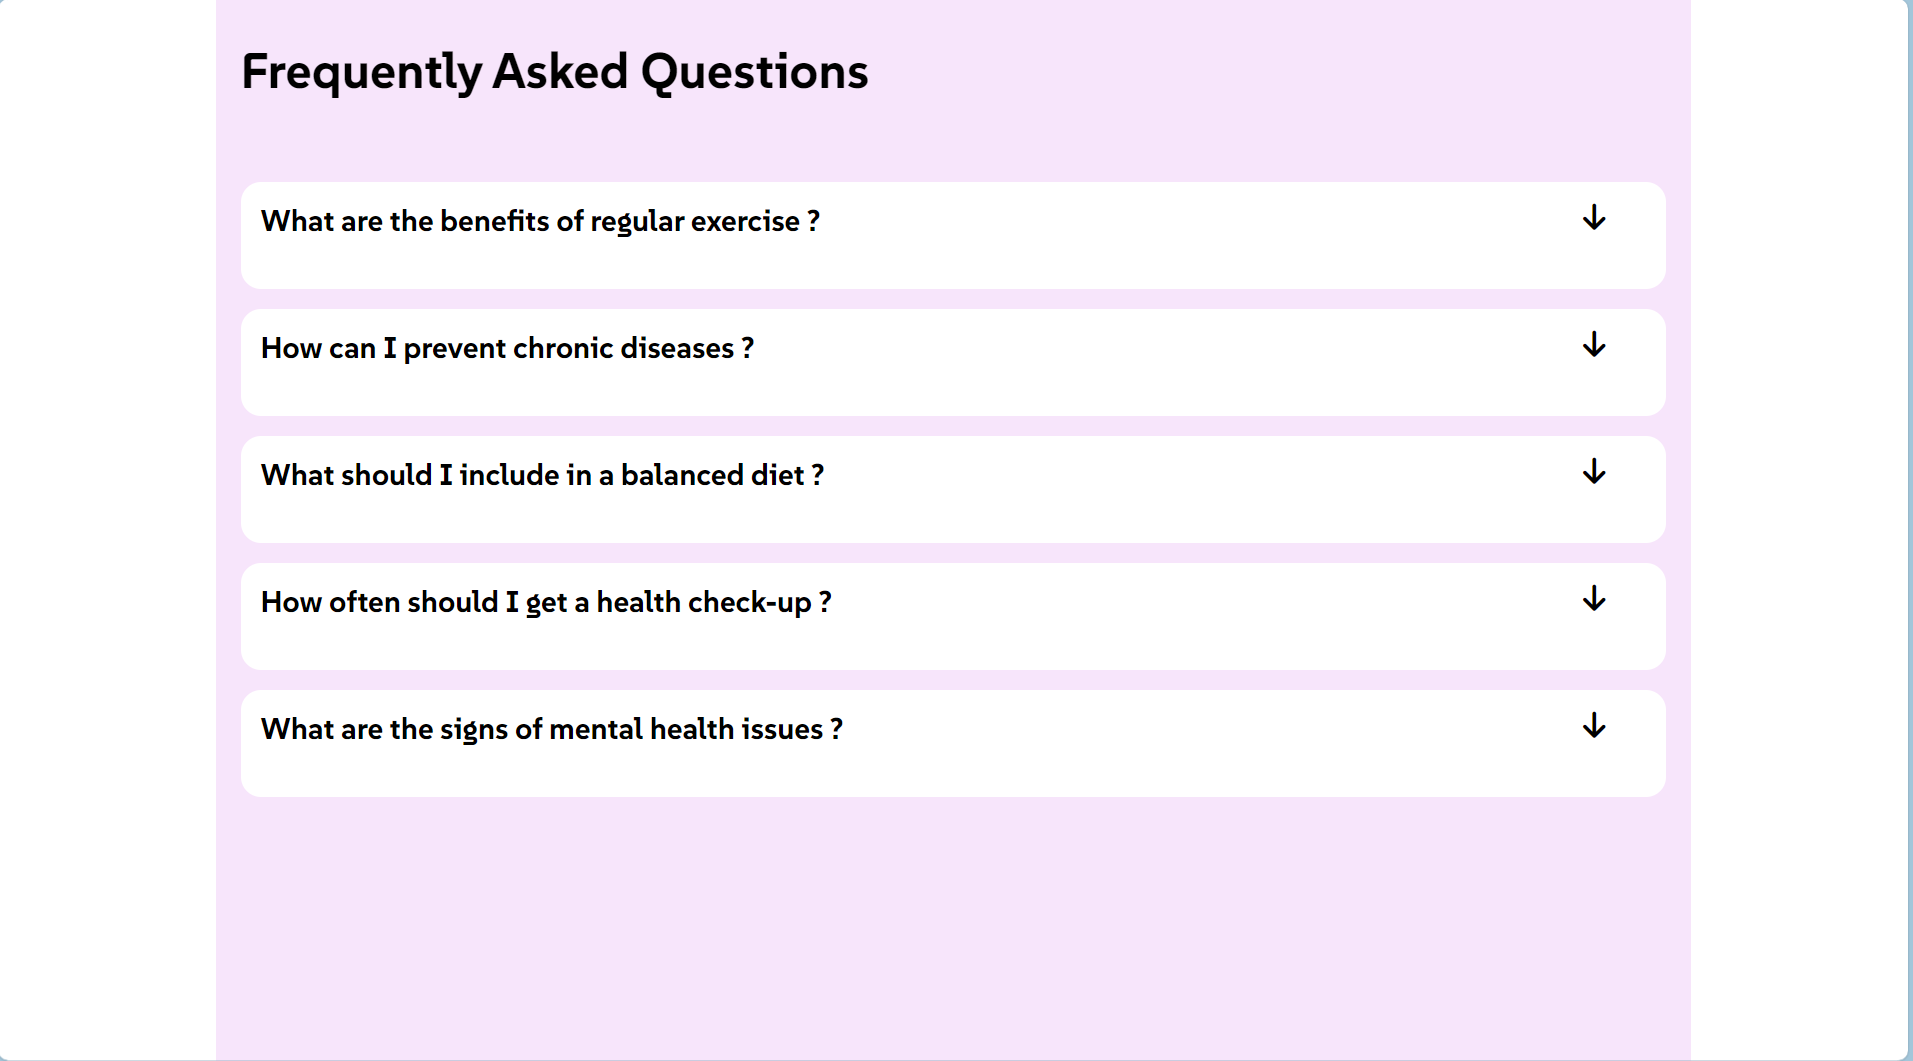 Frequently Asked Questions
What are the benefits of regular exercise ?
How can I prevent chronic diseases ?
What should I include in a balanced diet ?
How often should I get a health check-up ?
What are the signs of mental health issues ?